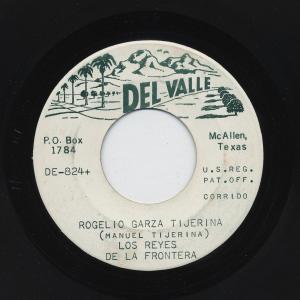 DEL VALLE
P.O. Box
1784
McAllen,
Texas
DE-824+
U.S. REG.
PAT. OFF.
CORRIDO
ROGELIO GARZA TIJERINA
(MANUEL TIJERINA)
LOS REYES
DE LA FRONTERA